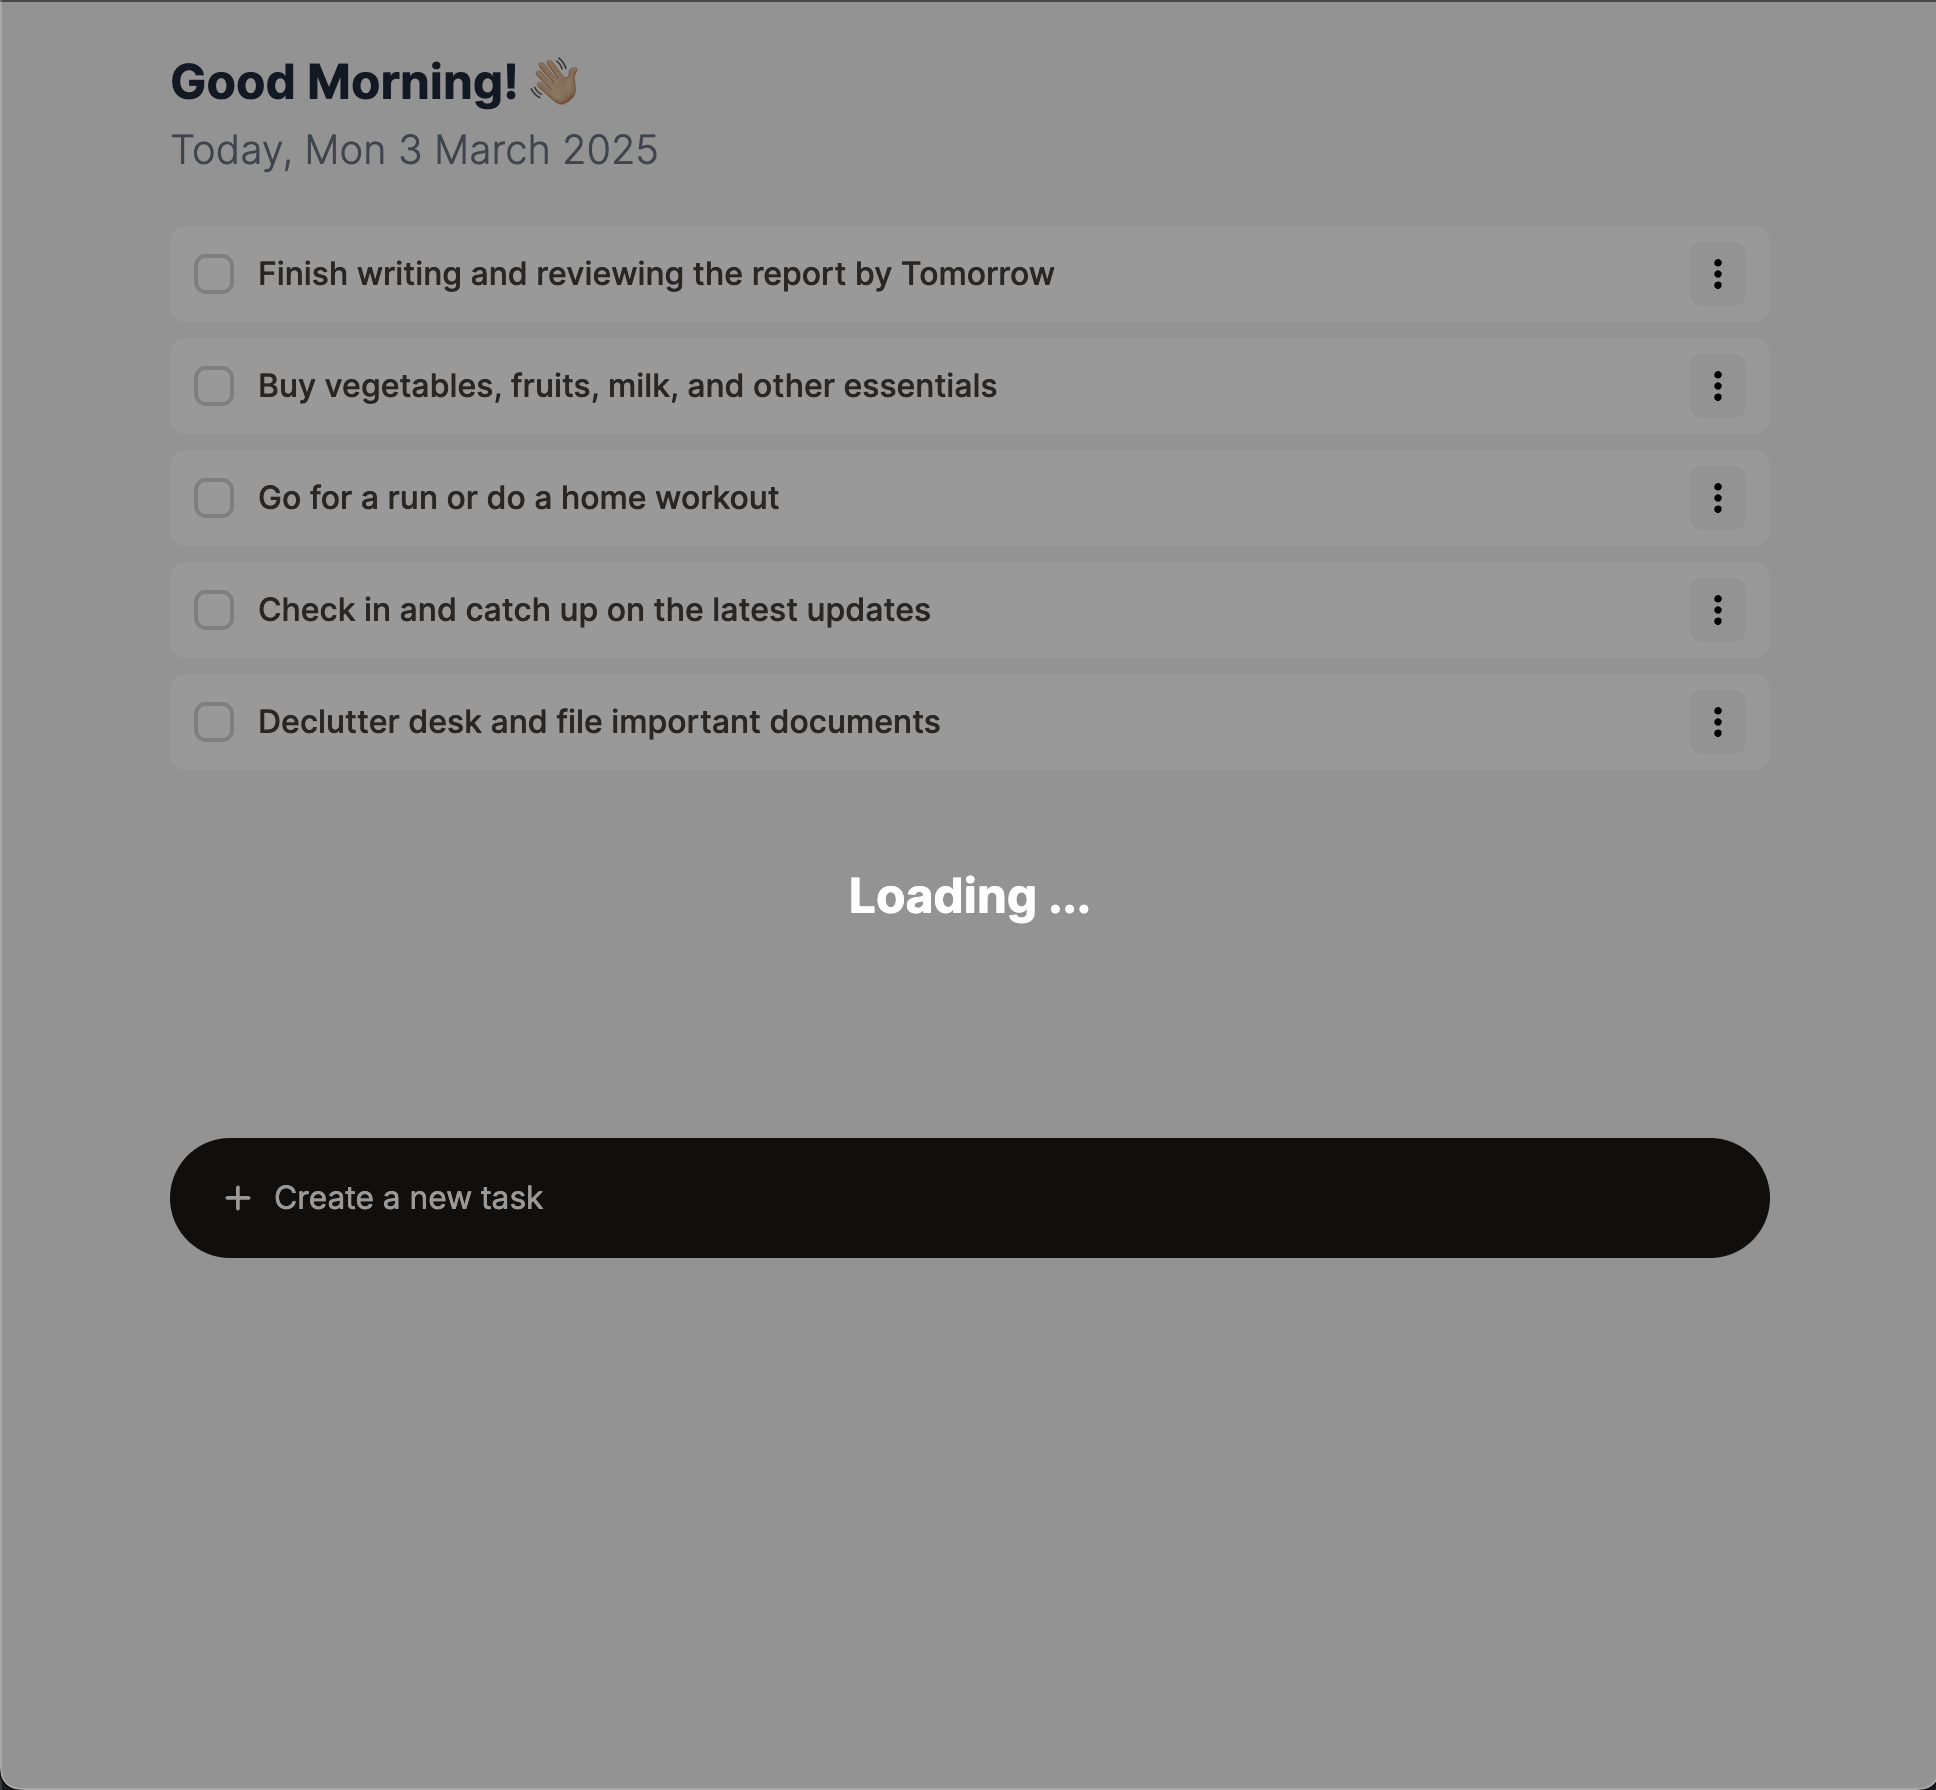 Good Morning! 👋🏼
Today, Mon 3 March 2025
Finish writing and reviewing the report by Tomorrow
Buy vegetables, fruits, milk, and other essentials
Go for a run or do a home workout
Check in and catch up on the latest updates
Declutter desk and file important documents
Loading ...
+ Create a new task